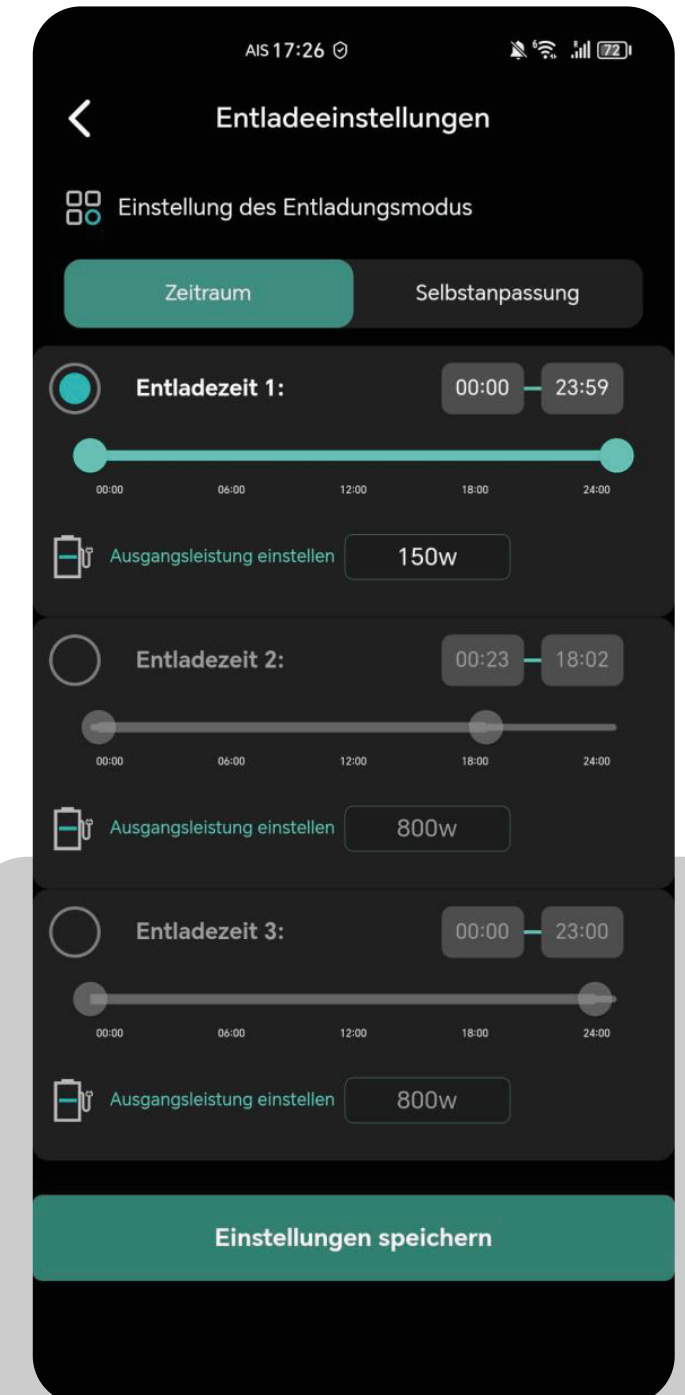 AIS 17:26 6 72
Entladeeinstellungen
Einstellung des Entladungsmodus
Zeitraum Selbstanpassung
Entladezeit 1: 00:00 23:59
00:00 06:00 12:00 18:00 24:00
Ausgangsleistung einstellen 150w
Entladezeit 2: 00:23 18:02
00:00 06:00 12:00 18:00 24:00
Ausgangsleistung einstellen 800w
Entladezeit 3: 00:00 23:00
00:00 06:00 12:00 18:00 24:00
Ausgangsleistung einstellen 800w
Einstellungen speichern